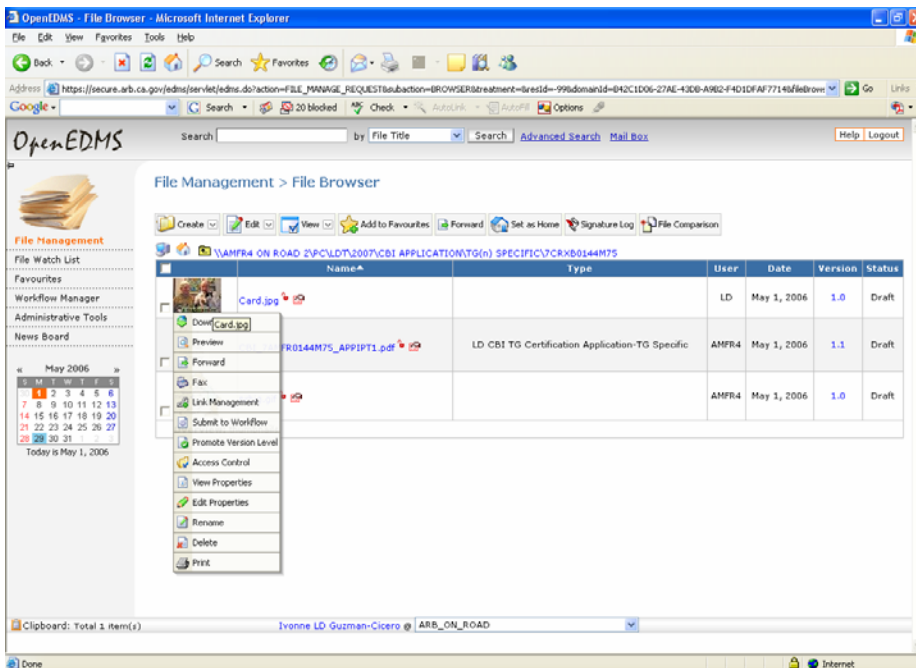 OpenEDMS - File Browser - Microsoft Internet Explorer
File Edit View Favorites Tools Help
Back Search Favorites
Address https://secure.arb.ca.gov/edms/servlet/edms.do?action=FILE_MANAGE_REQUEST&subaction=BROWSER&treatment=&resId=-99&domainId= Go Links
Google Search 20 blocked Check AutoLink AutoFill Options
OpenEDMS Search by File Title Search Advanced Search Mail Box Help Logout
File Management > File Browser
Create Edit View Add to Favourites Forward Set as Home Signature Log File Comparison
\\AMFR4 ON ROAD 2\PC\LDT\2007\CBI APPLICATION\TG(n) SPECIFIC\7CRXB0144M75
Name Type User Date Version Status
Card.jpg LD May 1, 2006 1.0 Draft
FR0144M75_APPIPT1.pdf LD CBI TG Certification Application-TG Specific AMFR4 May 1, 2006 1.1 Draft
AMFR4 May 1, 2006 1.0 Draft
File Management
File Watch List
Favourites
Workflow Manager
Administrative Tools
News Board
« May 2006 »
S M T W T F S
30 1 2 3 4 5 6
7 8 9 10 11 12 13
14 15 16 17 18 19 20
21 22 23 24 25 26 27
28 29 30 31 1 2 3
Today is May 1, 2006
Card.jpg
Preview
Forward
Fax
Link Management
Submit to Workflow
Promote Version Level
Access Control
View Properties
Edit Properties
Rename
Delete
Print
Clipboard: Total 1 item(s) Ivonne LD Guzman-Cicero @ ARB_ON_ROAD
Done Internet